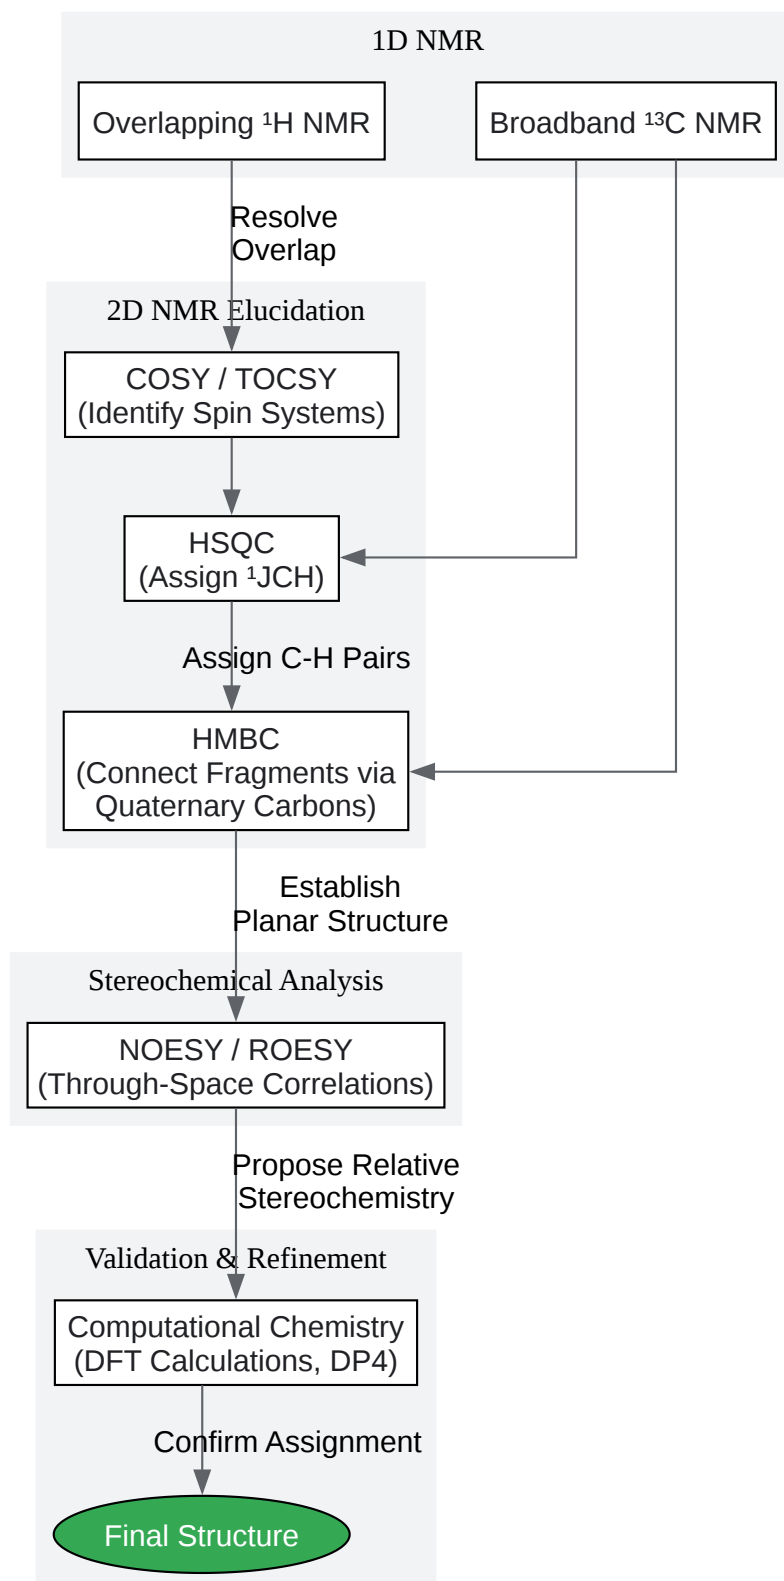 1D NMR
Overlapping ¹H NMR
Broadband ¹³C NMR
Resolve
Overlap
2D NMR Elucidation
COSY / TOCSY
(Identify Spin Systems)
HSQC
(Assign ¹JCH)
Assign C-H Pairs
HMBC
(Connect Fragments via
Quaternary Carbons)
Establish
Planar Structure
Stereochemical Analysis
NOESY / ROESY
(Through-Space Correlations)
Propose Relative
Stereochemistry
Validation & Refinement
Computational Chemistry
(DFT Calculations, DP4)
Confirm Assignment
Final Structure